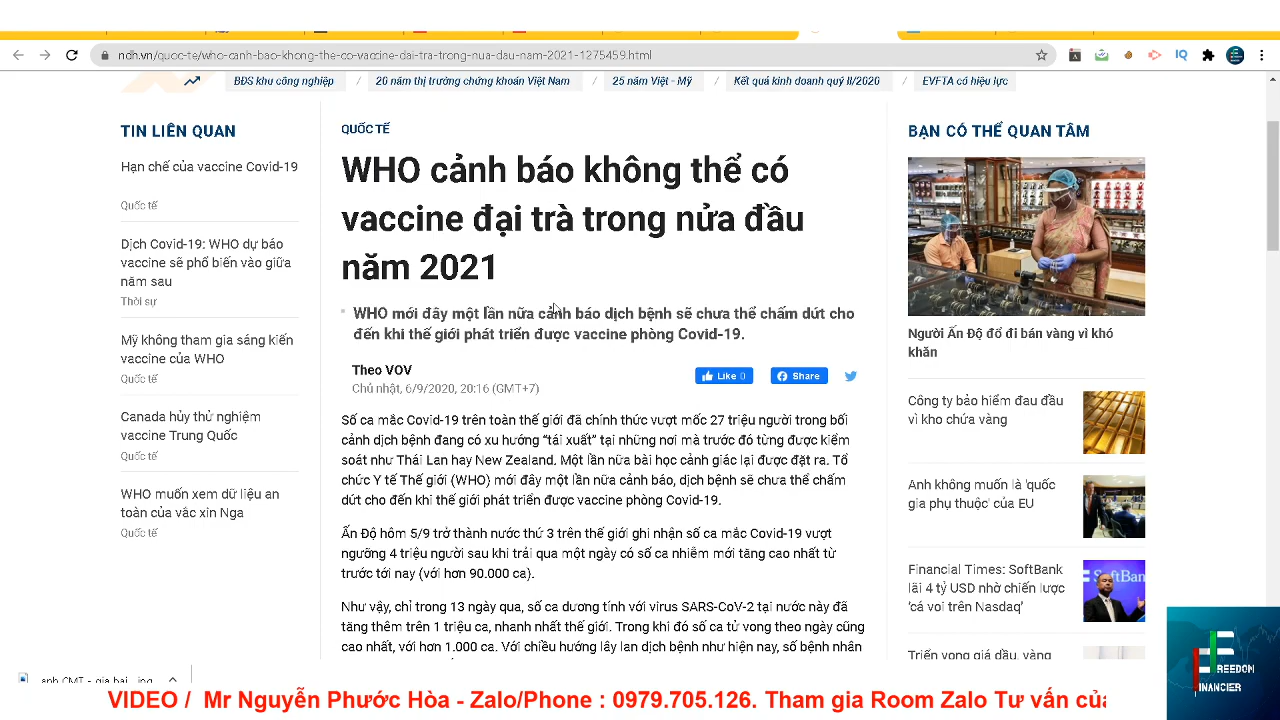 ndh.vn/quoc-te/who-canh-bao-khong-the-co-vaccine-dai-tra-trong-nua-dau-nam-2021-1275459.html
BĐS khu công nghiệp / 20 năm thị trường chứng khoán Việt Nam / 25 năm Việt - Mỹ / Kết quả kinh doanh quý II/2020 / EVFTA có hiệu lực
TIN LIÊN QUAN
Hạn chế của vaccine Covid-19
Quốc tế
Dịch Covid-19: WHO dự báo
vaccine sẽ phổ biến vào giữa
năm sau
Thời sự
Mỹ không tham gia sáng kiến
vaccine của WHO
Quốc tế
Canada hủy thử nghiệm
vaccine Trung Quốc
Quốc tế
WHO muốn xem dữ liệu an
toàn của vắc xin Nga
Quốc tế
QUỐC TẾ
WHO cảnh báo không thể có
vaccine đại trà trong nửa đầu
năm 2021
WHO mới đây một lần nữa cảnh báo dịch bệnh sẽ chưa thể chấm dứt cho
đến khi thế giới phát triển được vaccine phòng Covid-19.
Theo VOV
Chủ nhật, 6/9/2020, 20:16 (GMT+7)
Like 0
Share
Số ca mắc Covid-19 trên toàn thế giới đã chính thức vượt mốc 27 triệu người trong bối
cảnh dịch bệnh đang có xu hướng “tái xuất” tại những nơi mà trước đó từng được kiểm
soát như Thái Lan hay New Zealand. Một lần nữa bài học cảnh giác lại được đặt ra. Tổ
chức Y tế Thế giới (WHO) mới đây một lần nữa cảnh báo, dịch bệnh sẽ chưa thể chấm
dứt cho đến khi thế giới phát triển được vaccine phòng Covid-19.
Ấn Độ hôm 5/9 trở thành nước thứ 3 trên thế giới ghi nhận số ca mắc Covid-19 vượt
ngưỡng 4 triệu người sau khi trải qua một ngày có số ca nhiễm mới tăng cao nhất từ
trước tới nay (với hơn 90.000 ca).
Như vậy, chỉ trong 13 ngày qua, số ca dương tính với virus SARS-CoV-2 tại nước này đã
tăng thêm trên 1 triệu ca, nhanh nhất thế giới. Trong khi đó số ca tử vong theo ngày cũng
cao nhất, với hơn 1.000 ca. Với chiều hướng lây lan dịch bệnh như hiện nay, số bệnh nhân
BẠN CÓ THỂ QUAN TÂM
Người Ấn Độ đổ đi bán vàng vì khó
khăn
Công ty bảo hiểm đau đầu
vì kho chứa vàng
Anh không muốn là 'quốc
gia phụ thuộc' của EU
Financial Times: SoftBank
lãi 4 tỷ USD nhờ chiến lược
'cá voi trên Nasdaq'
SoftBan
Triển vọng giá dầu, vàng
FREEDOM
FINANCIER
anh CMT - gia bai ...jpg
VIDEO / Mr Nguyễn Phước Hòa - Zalo/Phone : 0979.705.126. Tham gia Room Zalo Tư vấn củ